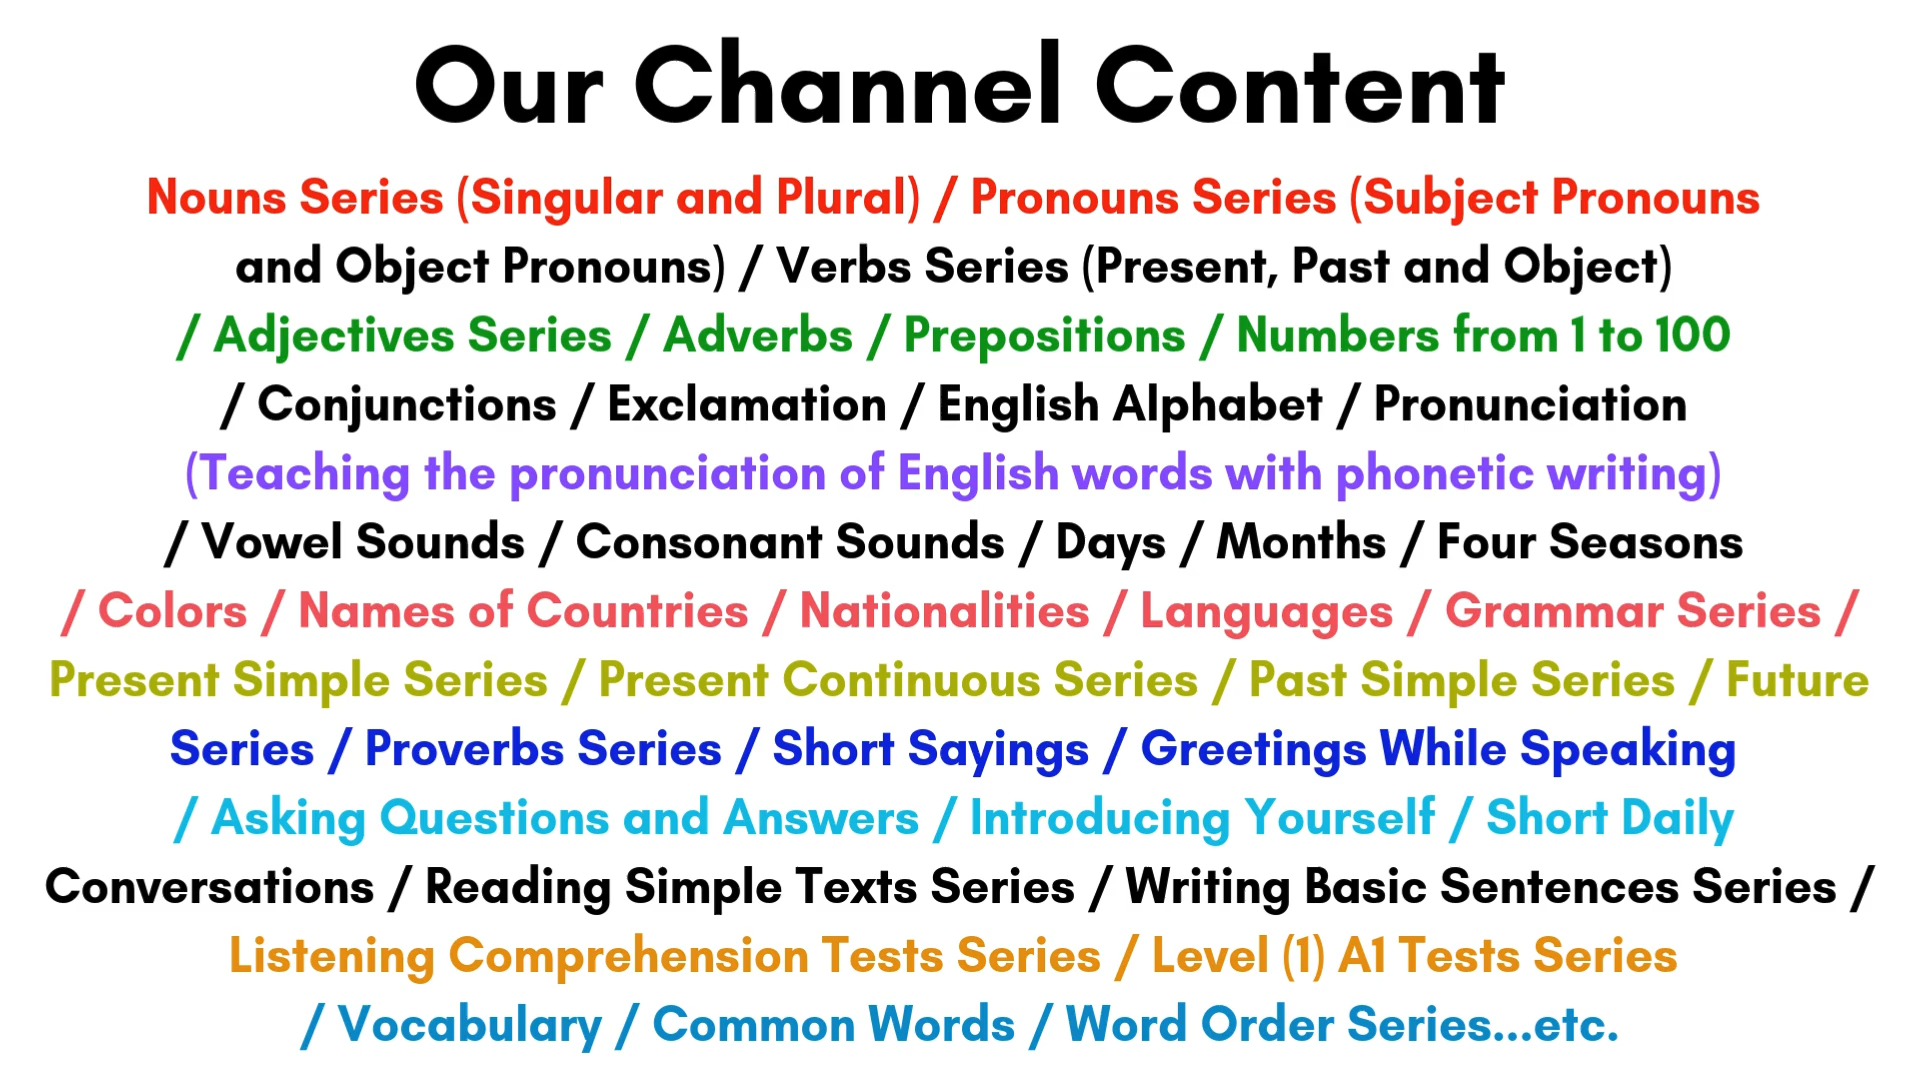 Our Channel Content
Nouns Series (Singular and Plural) / Pronouns Series (Subject Pronouns
and Object Pronouns) / Verbs Series (Present, Past and Object)
/ Adjectives Series / Adverbs / Prepositions / Numbers from 1 to 100
/ Conjunctions / Exclamation / English Alphabet / Pronunciation
(Teaching the pronunciation of English words with phonetic writing)
/ Vowel Sounds / Consonant Sounds / Days / Months / Four Seasons
/ Colors / Names of Countries / Nationalities / Languages / Grammar Series /
Present Simple Series / Present Continuous Series / Past Simple Series / Future
Series / Proverbs Series / Short Sayings / Greetings While Speaking
/ Asking Questions and Answers / Introducing Yourself / Short Daily
Conversations / Reading Simple Texts Series / Writing Basic Sentences Series /
Listening Comprehension Tests Series / Level (1) A1 Tests Series
/ Vocabulary / Common Words / Word Order Series...etc.